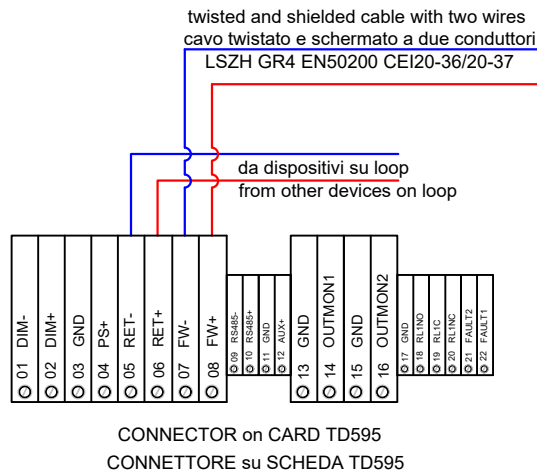 twisted and shielded cable with two wires
cavo twistato e schermato a due conduttori
LSZH GR4 EN50200 CEI20-36/20-37
da dispositivi su loop
from other devices on loop
01 DIM-
02 DIM+
03 GND
04 PS+
05 RET-
06 RET+
07 FW-
08 FW+
09 RS485-
10 RS485+
11 GND
12 AUX+
13 GND
14 OUTMON1
15 GND
16 OUTMON2
17 GND
18 RL1NO
19 RL1C
20 RL1NC
21 FAULT2
22 FAULT1
CONNECTOR on CARD TD595
CONNETTORE su SCHEDA TD595